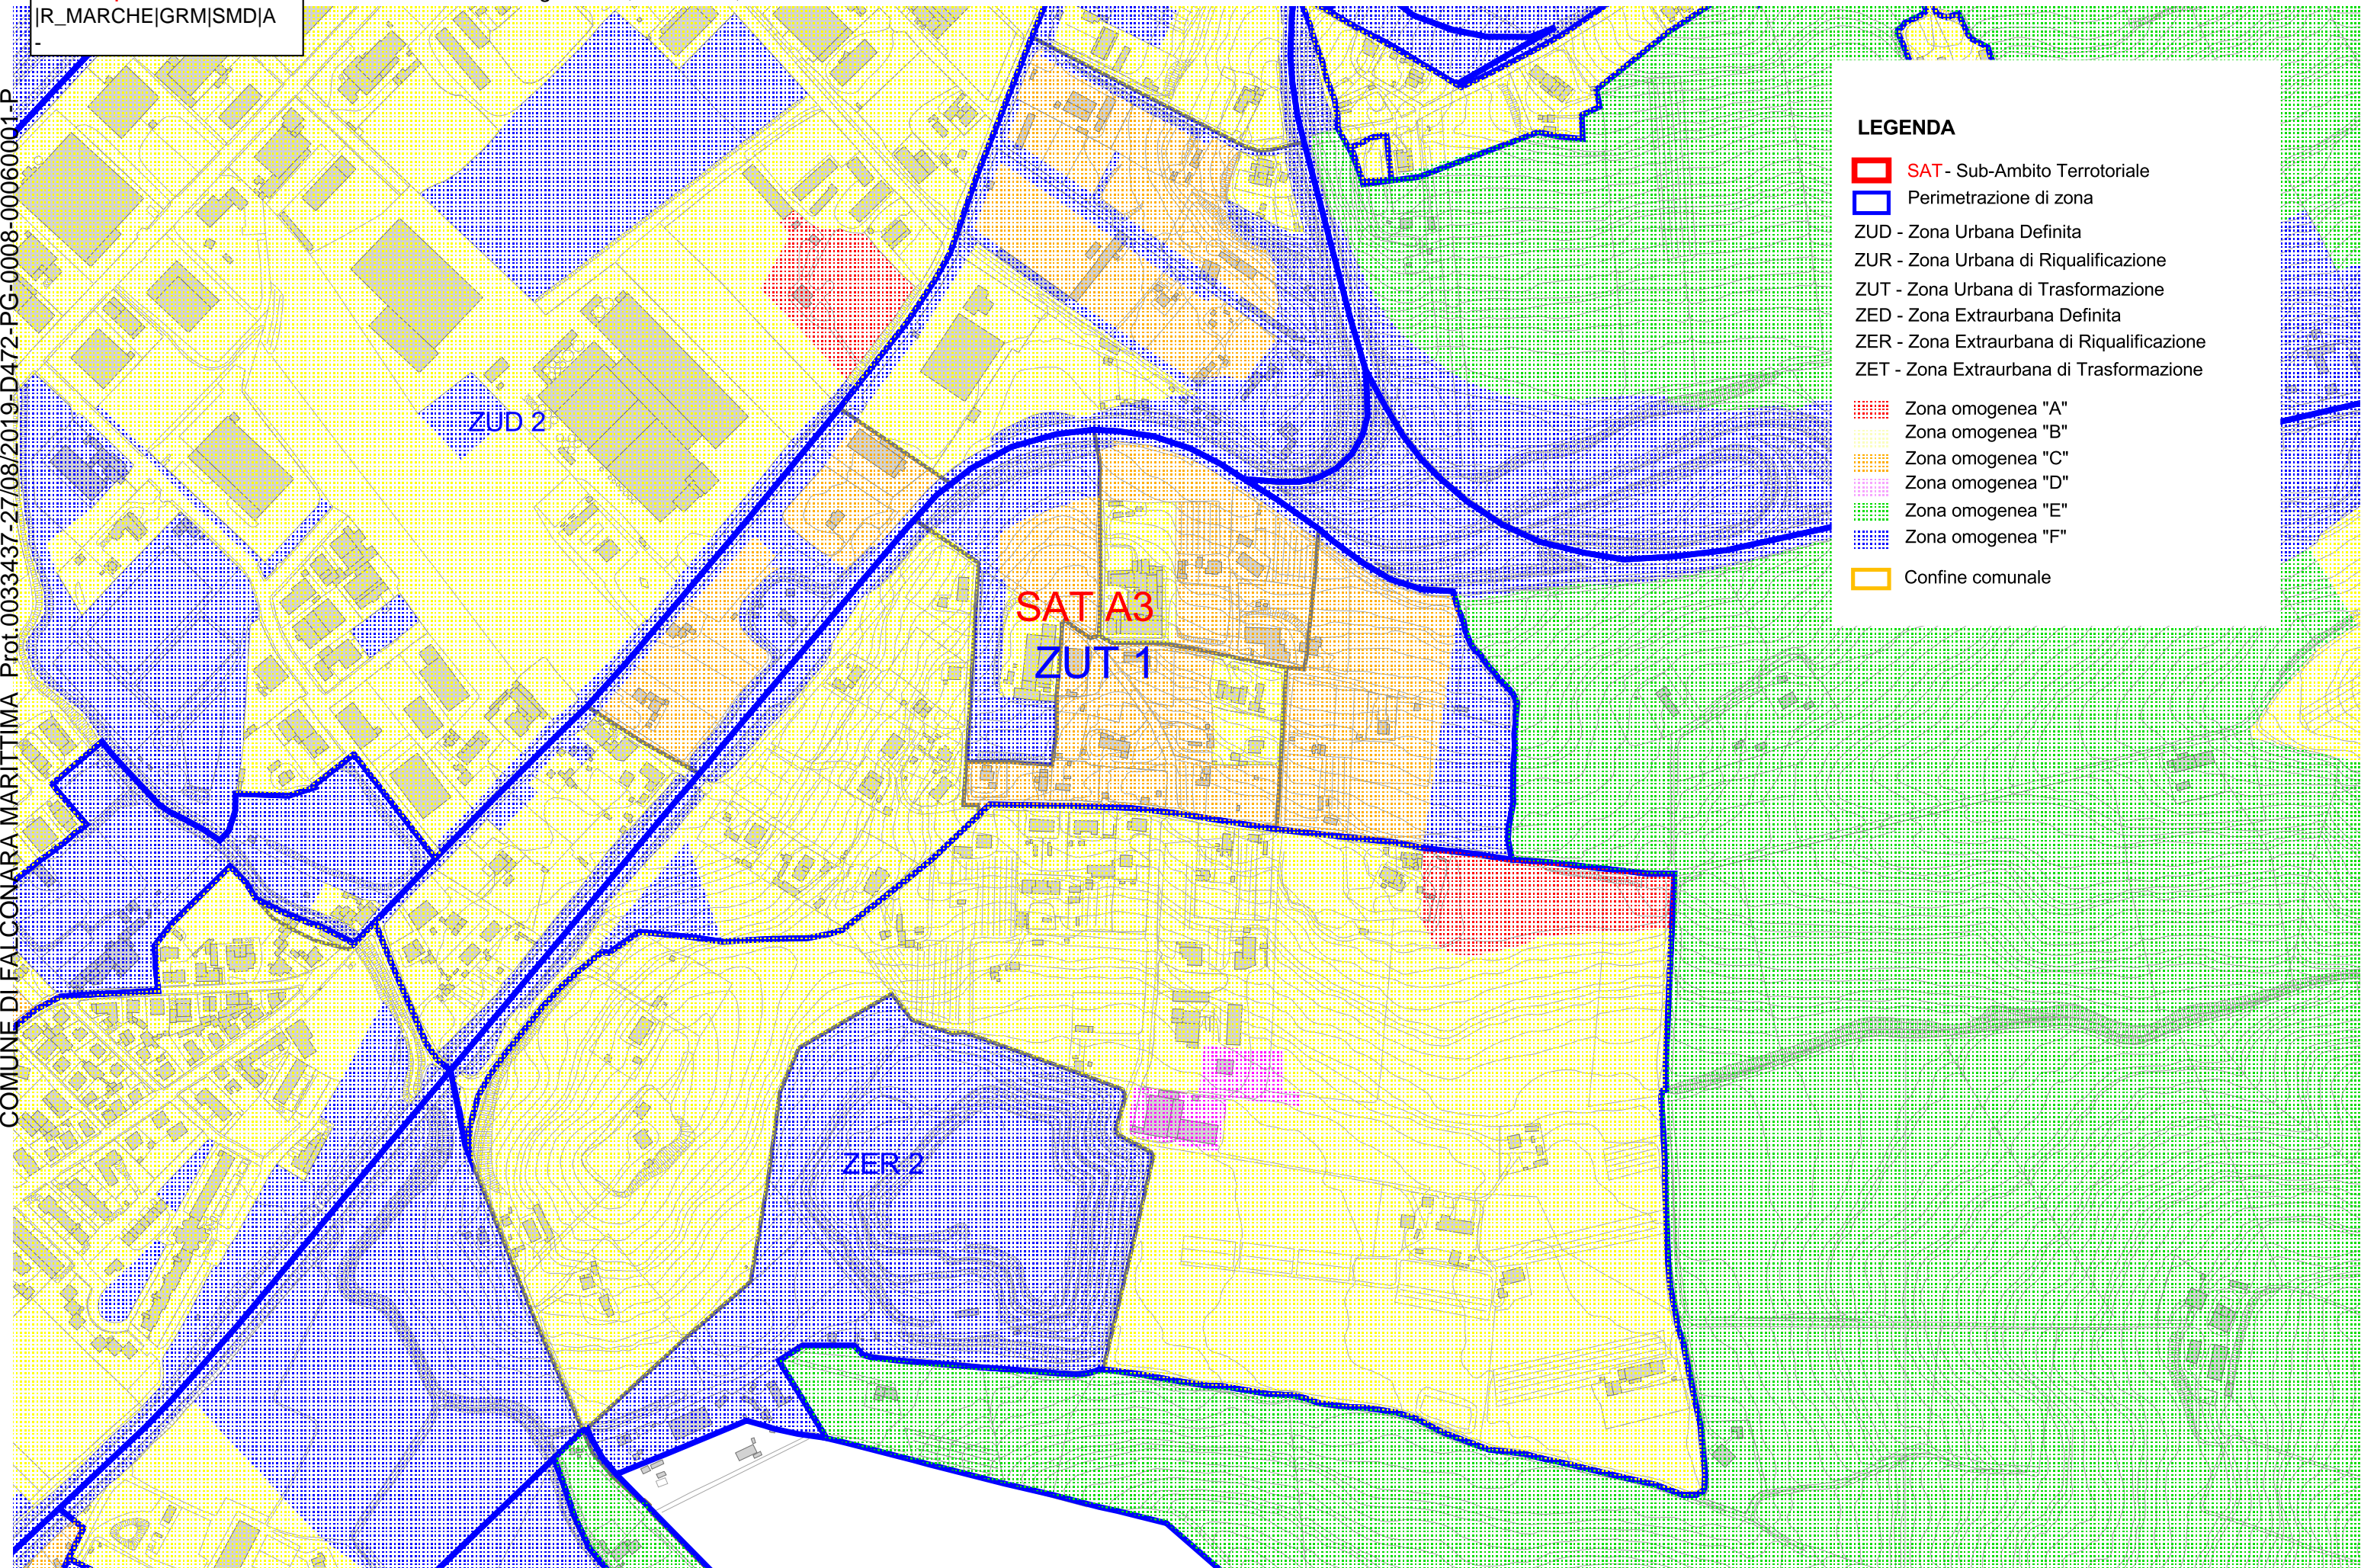 |R_MARCHE|GRM|SMD|A
-
COMUNE DI FALCONARA MARITTIMA Prot.0033437-27/08/2019-D472-PG-0008-00060001-P
LEGENDA
SAT - Sub-Ambito Terrotoriale
Perimetrazione di zona
ZUD - Zona Urbana Definita
ZUR - Zona Urbana di Riqualificazione
ZUT - Zona Urbana di Trasformazione
ZED - Zona Extraurbana Definita
ZER - Zona Extraurbana di Riqualificazione
ZET - Zona Extraurbana di Trasformazione
Zona omogenea "A"
Zona omogenea "B"
Zona omogenea "C"
Zona omogenea "D"
Zona omogenea "E"
Zona omogenea "F"
Confine comunale
ZUD 2
SAT A3
ZUT 1
ZER 2